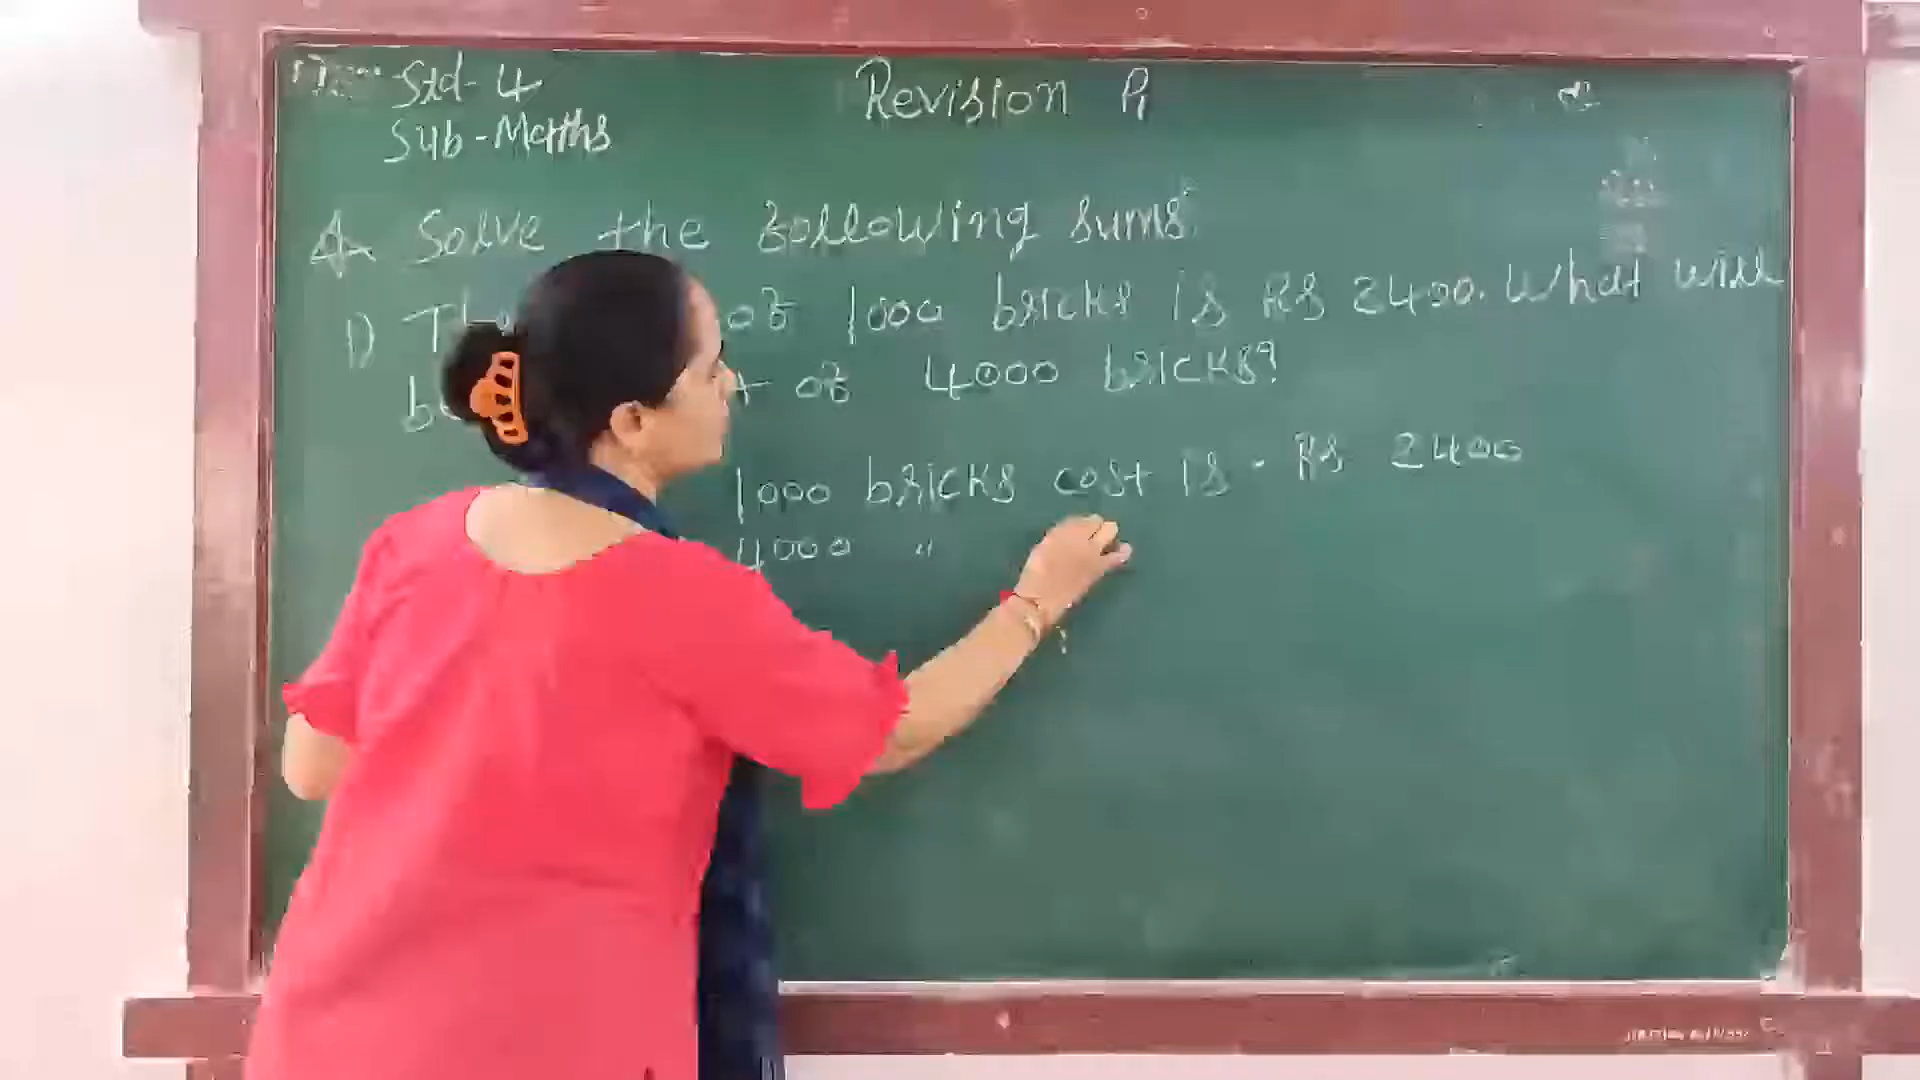 Std-4
Sub-Maths
Revision P1
Solve the following sums.
1) of 1000 bricks is Rs 2400. What will
of 4000 bricks?
1000 bricks cost is - Rs 2400
4000 "